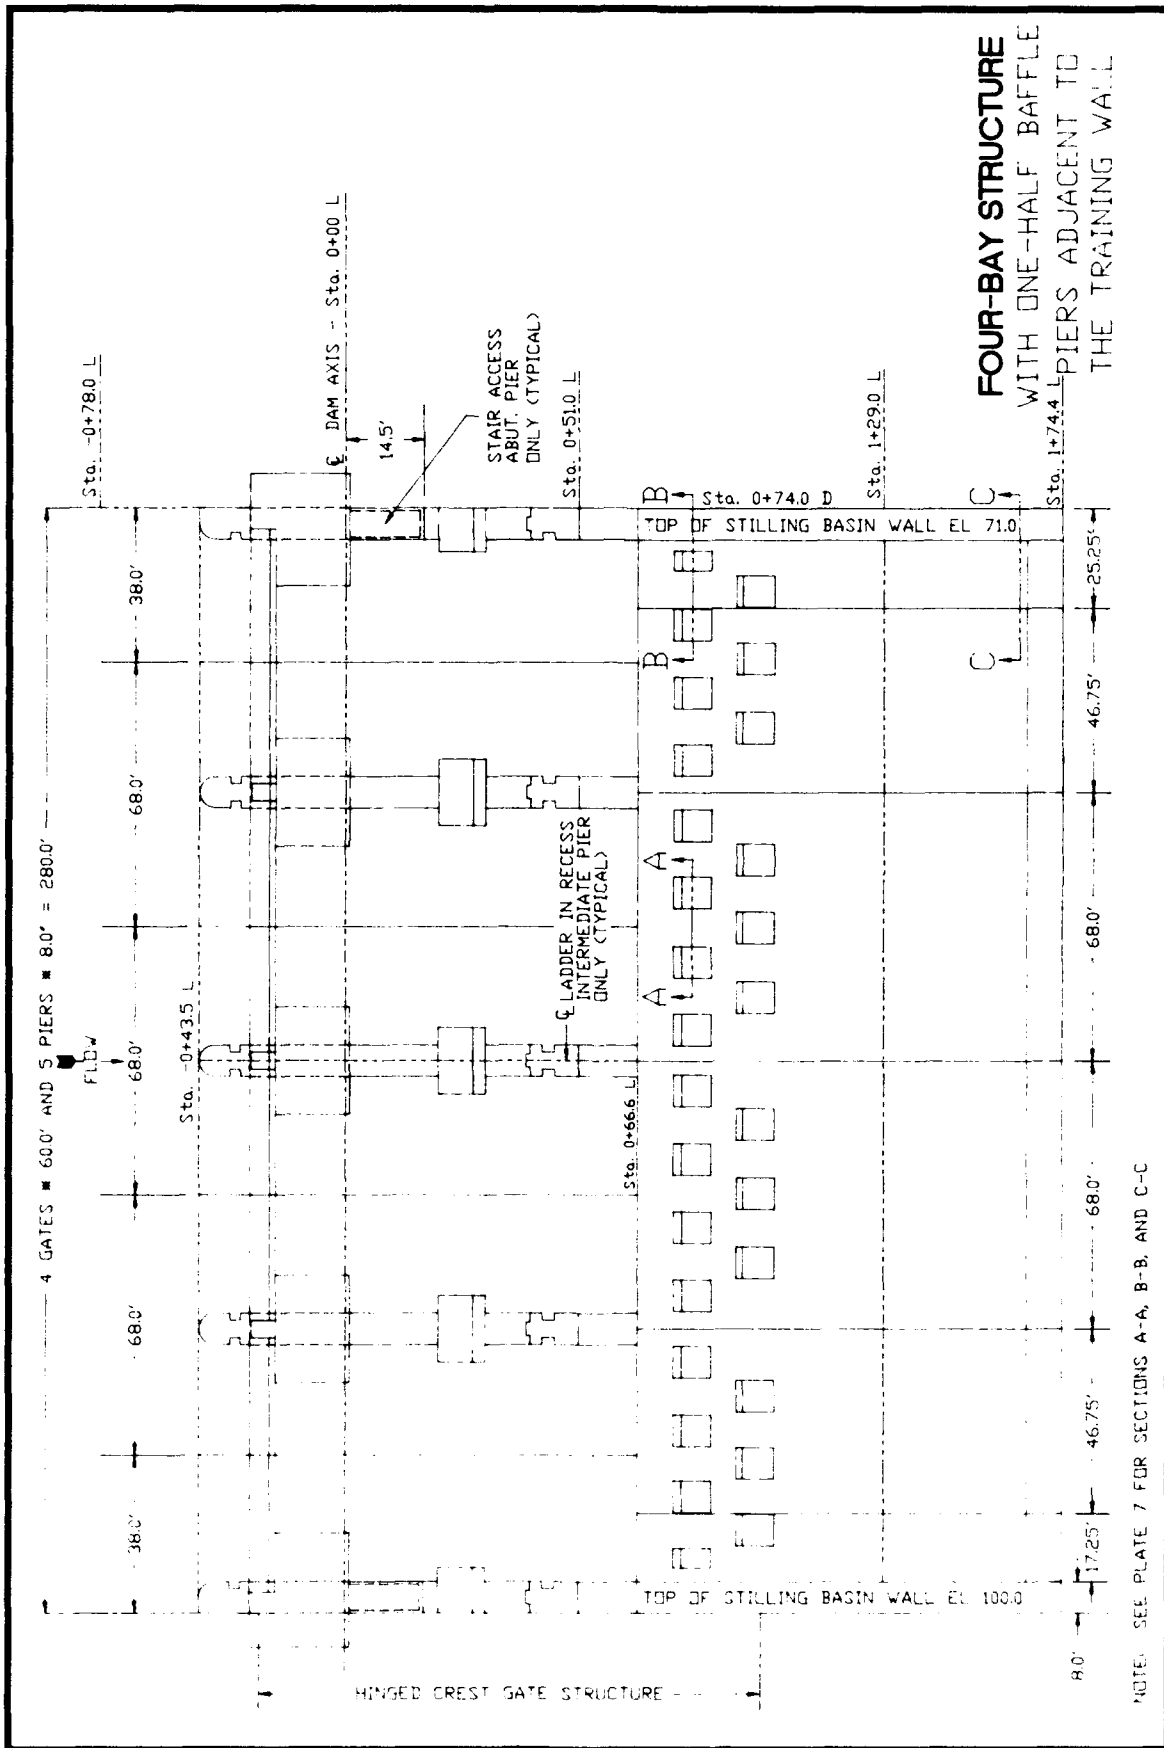 4 GATES * 60.0' AND 5 PIERS * 8.0' = 280.0'
38.0'
68.0'
68.0'
68.0'
38.0'
FLOW
Sta. -0+78.0 L
Sta. -0+43.5 L
℄ DAM AXIS - Sta. 0+00 L
14.5'
STAIR ACCESS
ABUT. PIER
ONLY (TYPICAL)
Sta. 0+51.0 L
℄ LADDER IN RECESS
INTERMEDIATE PIER
ONLY (TYPICAL)
Sta. 0+66.6 L
B
B
Sta. 0+74.0 D
A
A
TOP OF STILLING BASIN WALL EL 71.0
TOP OF STILLING BASIN WALL EL 100.0
Sta. 1+29.0 L
C
C
Sta. 1+74.4 L
8.0'
17.25'
46.75'
68.0'
68.0'
46.75'
25.25'
HINGED CREST GATE STRUCTURE
NOTE: SEE PLATE 7 FOR SECTIONS A-A, B-B, AND C-C
FOUR-BAY STRUCTURE
WITH ONE-HALF BAFFLE
PIERS ADJACENT TO
THE TRAINING WALL